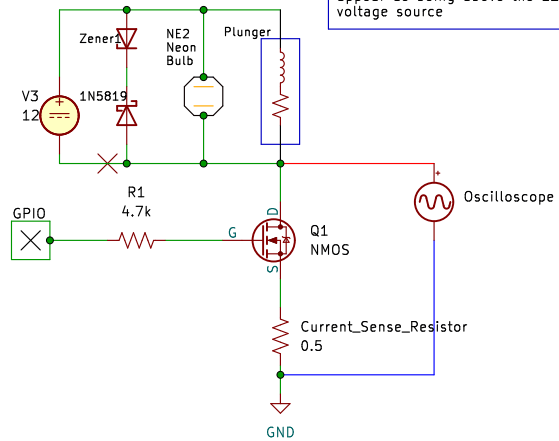 voltage source
Zener1
NE2
Neon
Bulb
Plunger
V3
12
1N5819
+
R1
4.7k
GPIO
G
D
S
Q1
NMOS
+
Oscilloscope
Current_Sense_Resistor
0.5
GND